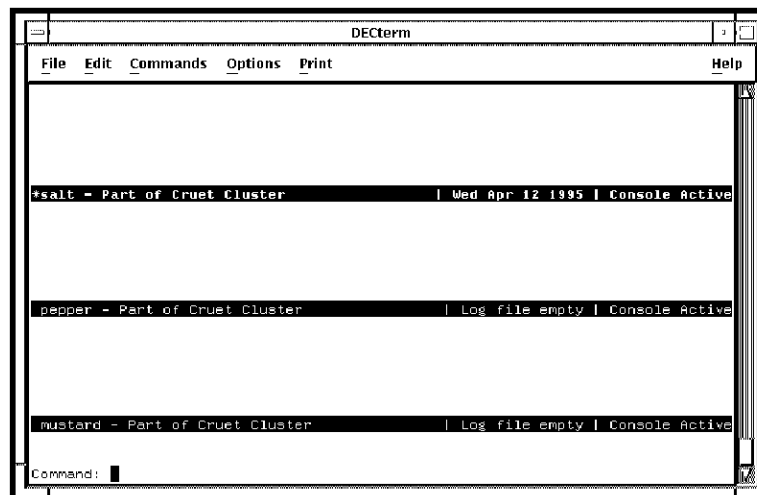 DECterm
File Edit Commands Options Print Help
*salt - Part of Cruet Cluster | Wed Apr 12 1995 | Console Active
pepper - Part of Cruet Cluster | Log file empty | Console Active
mustard - Part of Cruet Cluster | Log file empty | Console Active
Command: